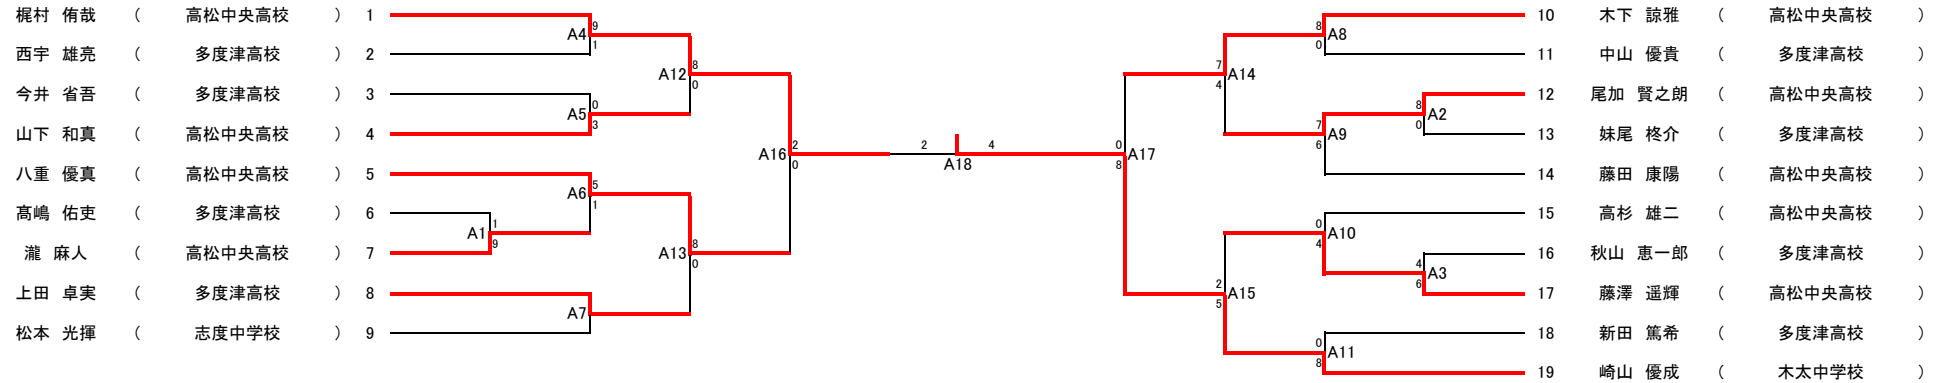 梶村 侑哉 ( 高松中央高校 ) 1
西宇 雄亮 ( 多度津高校 ) 2
今井 省吾 ( 多度津高校 ) 3
山下 和真 ( 高松中央高校 ) 4
八重 優真 ( 高松中央高校 ) 5
髙嶋 佑吏 ( 多度津高校 ) 6
瀧 麻人 ( 高松中央高校 ) 7
上田 卓実 ( 多度津高校 ) 8
松本 光揮 ( 志度中学校 ) 9
9
A4
1
8
A12
0
0
A5
3
2
A16
0
5
A6
1
1
A1
9
8
A13
0
A7
2 4
A18
8
A8
0
7
A14
4
8
A2
0
7
A9
6
0
A17
8
0
A10
4
4
A3
6
2
A15
5
0
A11
8
10 木下 諒雅 ( 高松中央高校 )
11 中山 優貴 ( 多度津高校 )
12 尾加 賢之朗 ( 高松中央高校 )
13 妹尾 柊介 ( 多度津高校 )
14 藤田 康陽 ( 高松中央高校 )
15 高杉 雄二 ( 高松中央高校 )
16 秋山 恵一郎 ( 多度津高校 )
17 藤澤 遥輝 ( 高松中央高校 )
18 新田 篤希 ( 多度津高校 )
19 崎山 優成 ( 木太中学校 )